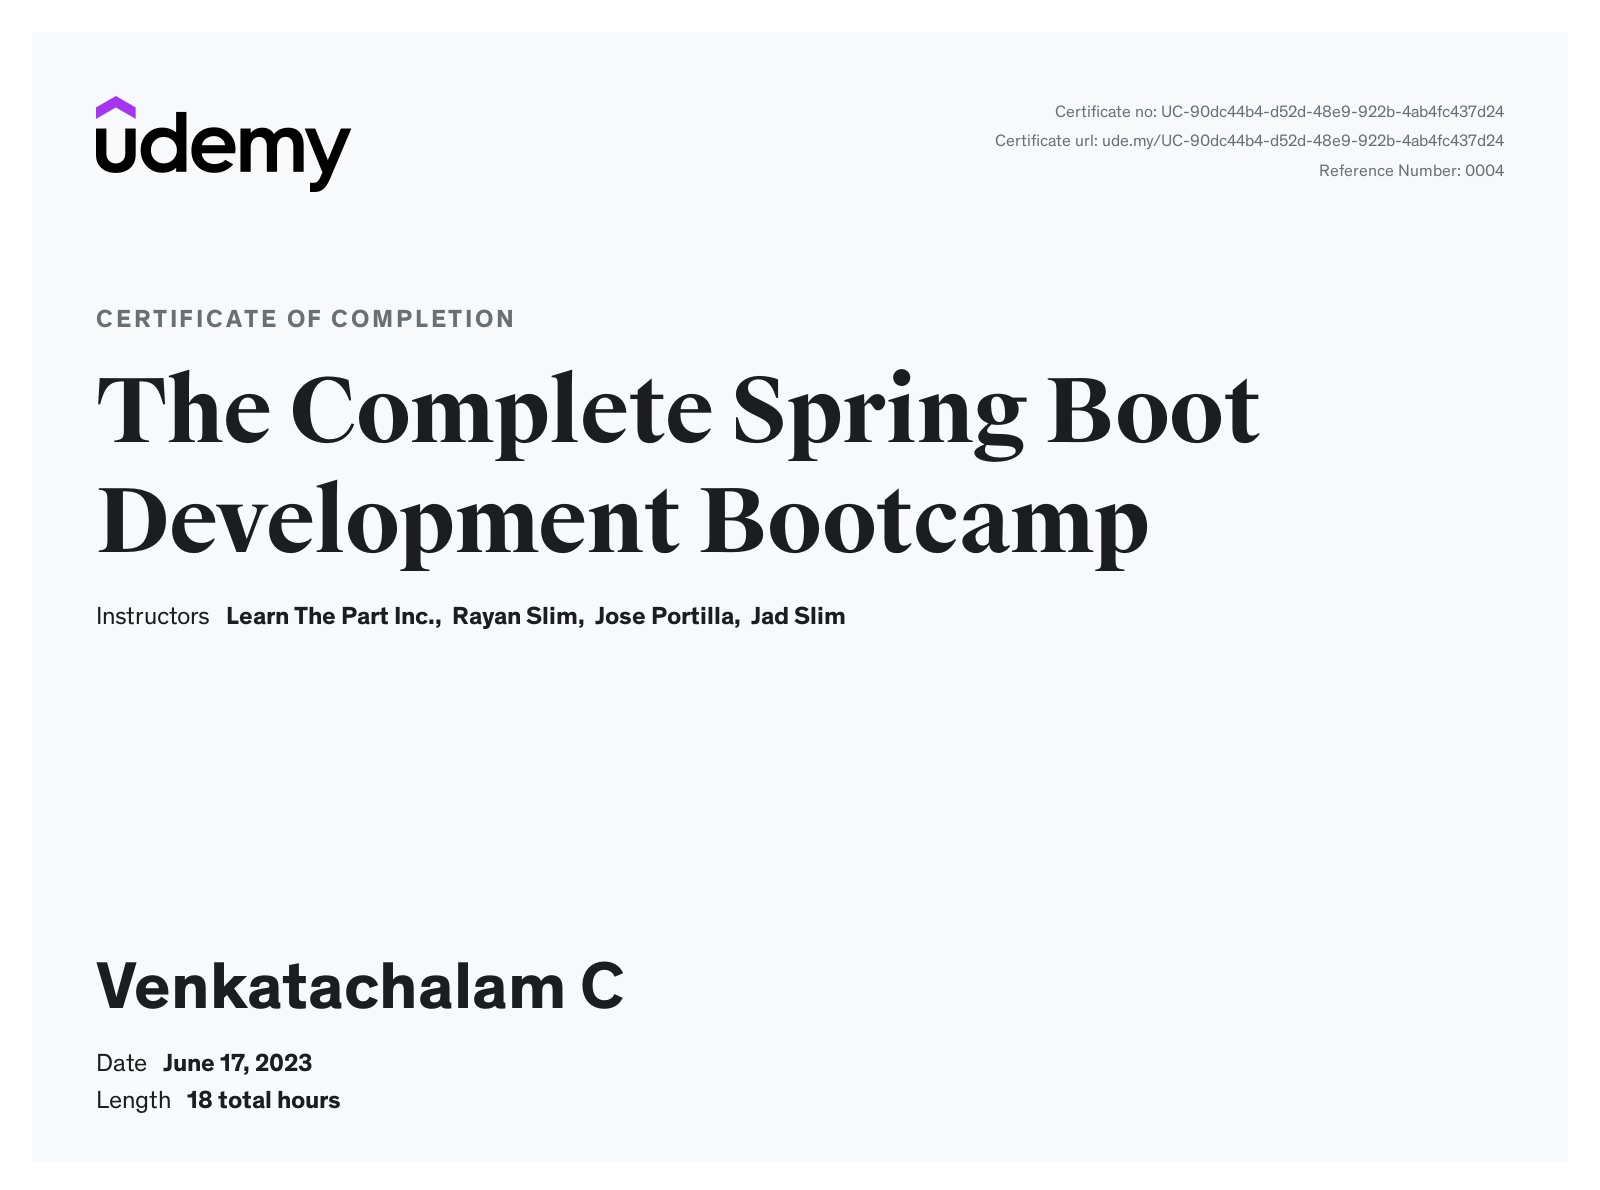 udemy
Certificate no: UC-90dc44b4-d52d-48e9-922b-4ab4fc437d24
Certificate url: ude.my/UC-90dc44b4-d52d-48e9-922b-4ab4fc437d24
Reference Number: 0004
CERTIFICATE OF COMPLETION
The Complete Spring Boot
Development Bootcamp
Instructors Learn The Part Inc., Rayan Slim, Jose Portilla, Jad Slim
Venkatachalam C
Date June 17, 2023
Length 18 total hours